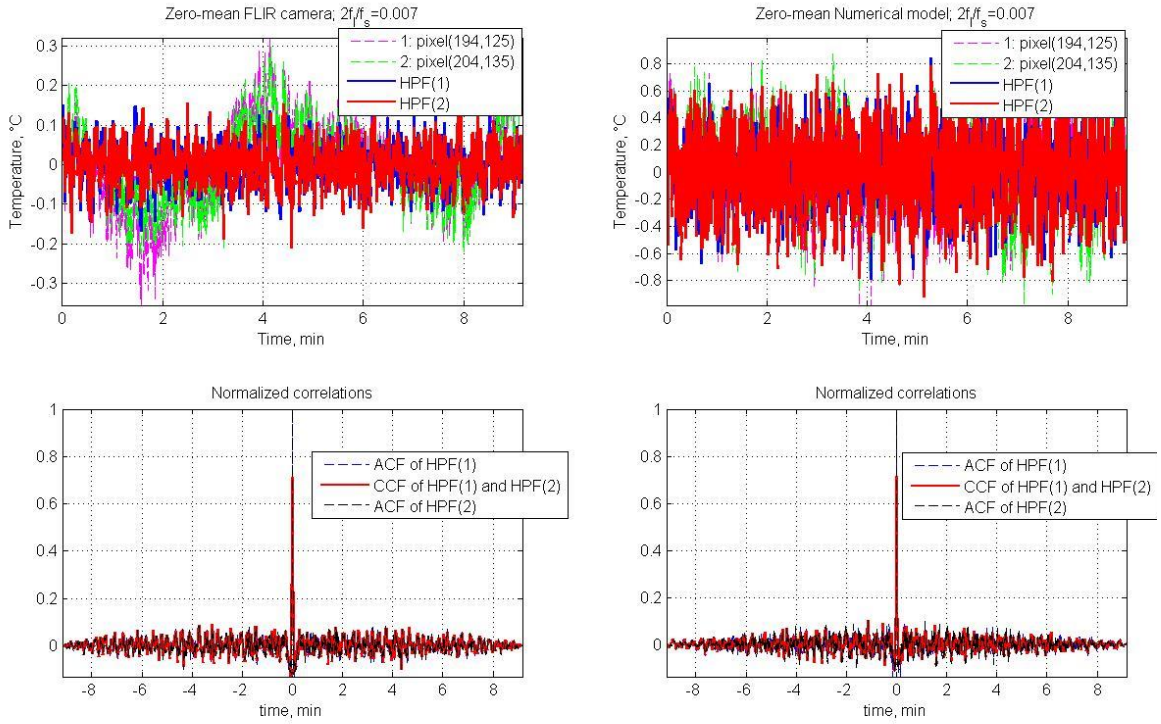 Zero-mean FLIR camera; 2f_l/f_s=0.007
1: pixel(194,125)
2: pixel(204,135)
HPF(1)
HPF(2)
0.3
0.2
0.1
0
-0.1
-0.2
-0.3
Temperature, °C
0 2 4 6 8
Time, min
Zero-mean Numerical model; 2f_l/f_s=0.007
1: pixel(194,125)
2: pixel(204,135)
HPF(1)
HPF(2)
0.8
0.6
0.4
0.2
0
-0.2
-0.4
-0.6
-0.8
Temperature, °C
0 2 4 6 8
Time, min
Normalized correlations
ACF of HPF(1)
CCF of HPF(1) and HPF(2)
ACF of HPF(2)
1
0.8
0.6
0.4
0.2
0
-8 -6 -4 -2 0 2 4 6 8
time, min
Normalized correlations
ACF of HPF(1)
CCF of HPF(1) and HPF(2)
ACF of HPF(2)
1
0.8
0.6
0.4
0.2
0
-8 -6 -4 -2 0 2 4 6 8
time, min